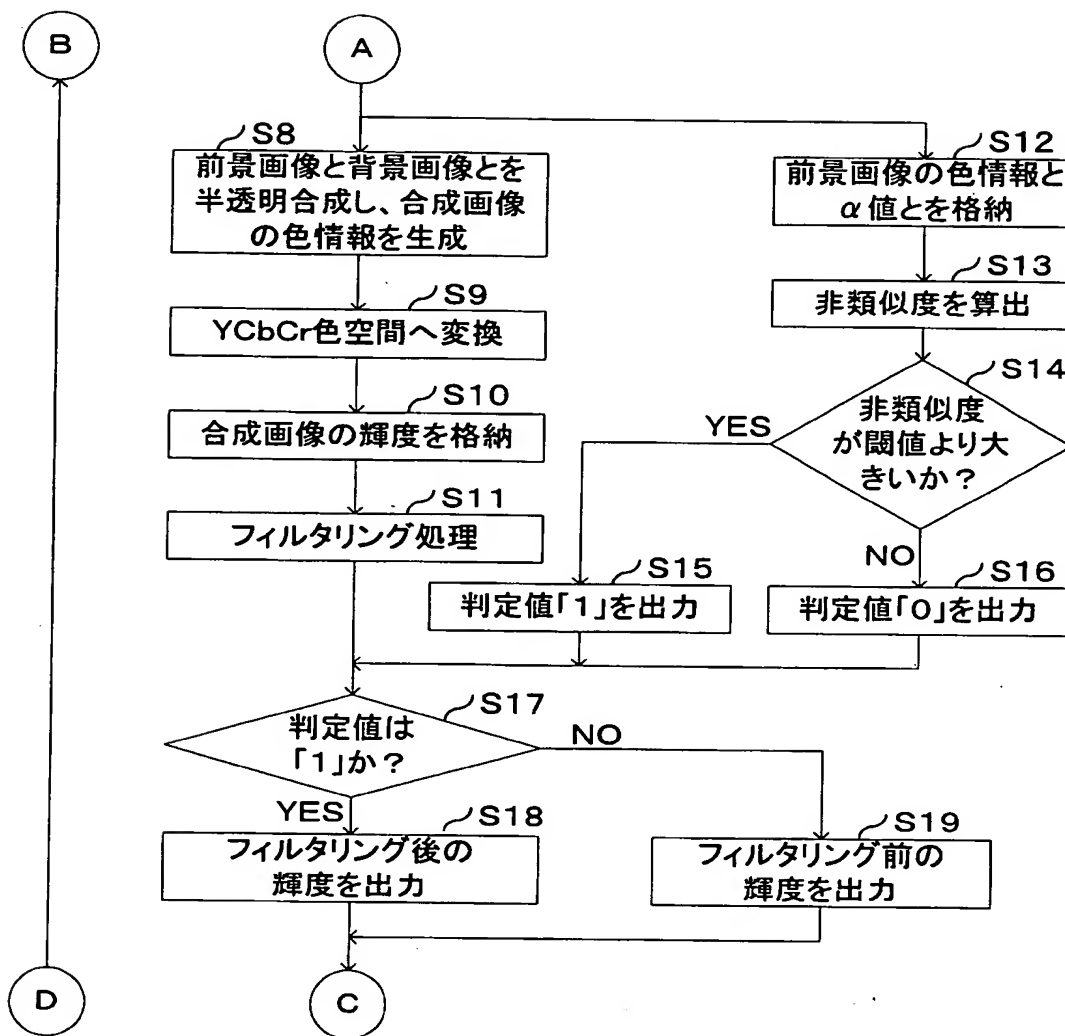 B
A
S8
前景画像と背景画像とを
半透明合成し、合成画像
の色情報を生成
S12
前景画像の色情報と
α値とを格納
S9
YCbCr色空間へ変換
S13
非類似度を算出
S10
合成画像の輝度を格納
S14
非類似度
が閾値より大
きいか？
YES
NO
S11
フィルタリング処理
S15
判定値「1」を出力
S16
判定値「0」を出力
S17
判定値は
「1」か？
NO
YES
S18
フィルタリング後の
輝度を出力
S19
フィルタリング前の
輝度を出力
D
C